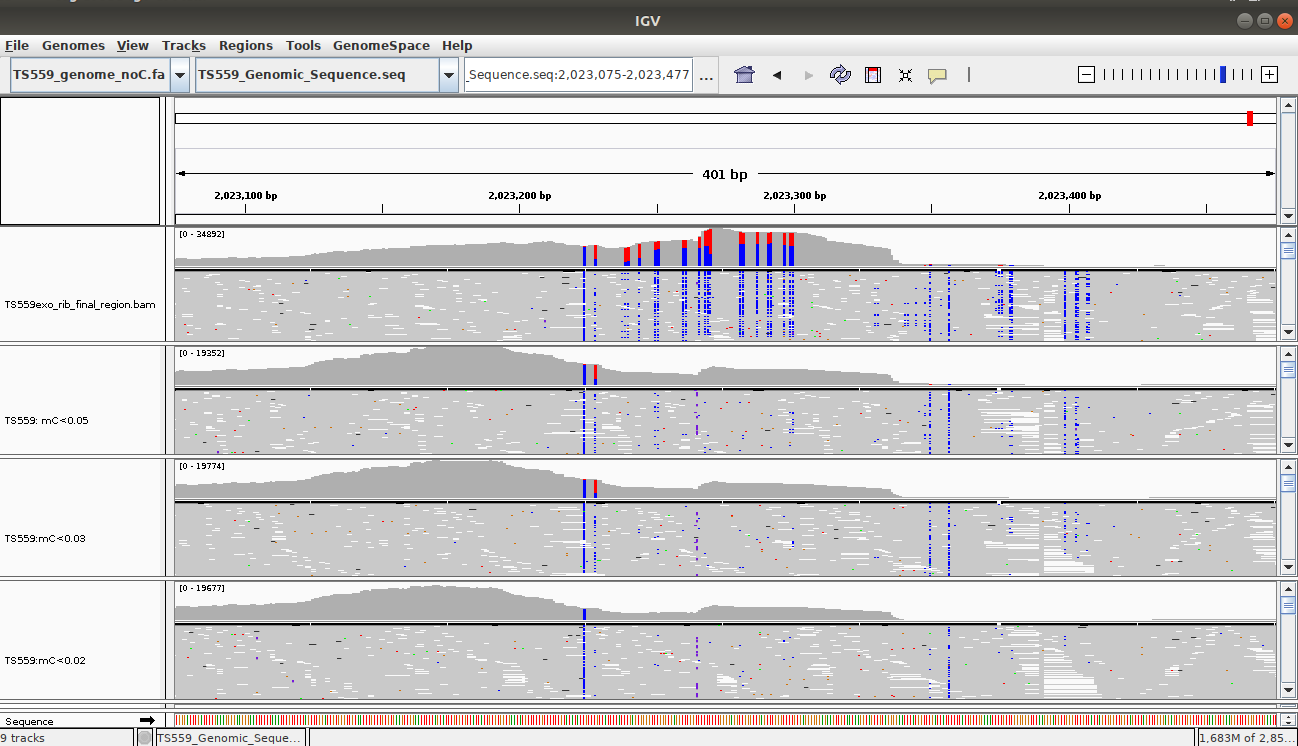 IGV
File Genomes View Tracks Regions Tools GenomeSpace Help
TS559_genome_noC.fa TS559_Genomic_Sequence.seq _Sequence.seq:2,023,075-2,023,477 ...
401 bp
2,023,100 bp 2,023,200 bp 2,023,300 bp 2,023,400 bp
[0 - 34892]
TS559exo_rib_final_region.bam
[0 - 19352]
TS559: mC<0.05
[0 - 19774]
TS559:mC<0.03
[0 - 19677]
TS559:mC<0.02
Sequence
9 tracks TS559_Genomic_Seque... 1,683M of 2,85...